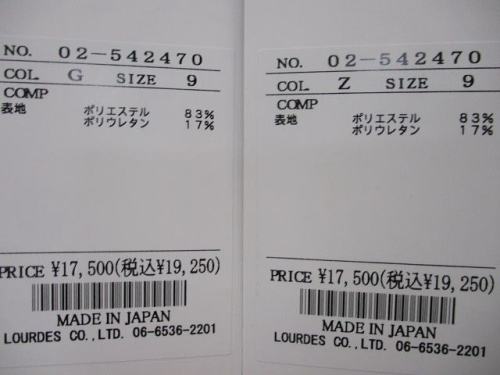 NO. 02-542470
COL. G SIZE 9
COMP
表地 ポリエステル 83%
ポリウレタン 17%
PRICE ¥17,500(税込¥19,250)
MADE IN JAPAN
LOURDES CO.,LTD. 06-6536-2201
NO. 02-542470
COL. Z SIZE 9
COMP
表地 ポリエステル 83%
ポリウレタン 17%
PRICE ¥17,500(税込¥19,250)
MADE IN JAPAN
LOURDES CO.,LTD. 06-6536-2201